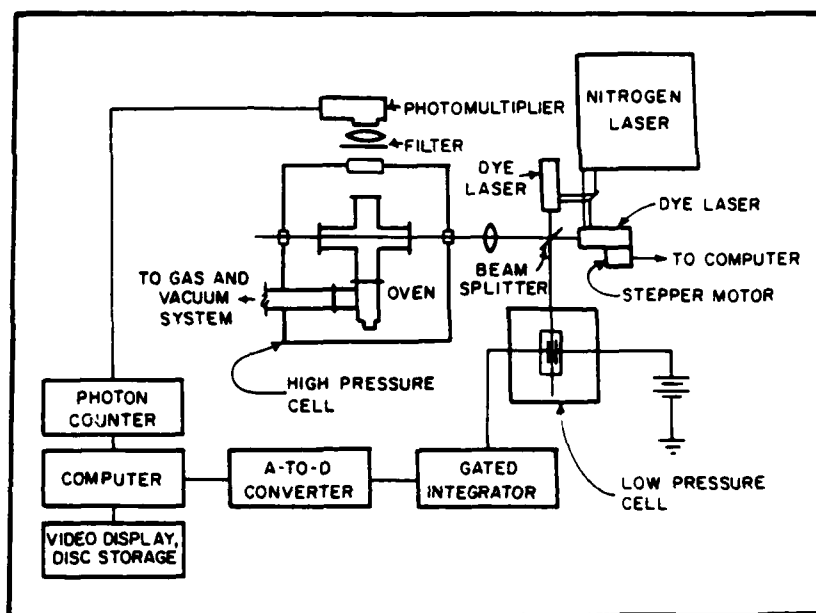 PHOTOMULTIPLIER
FILTER
NITROGEN
LASER
DYE
LASER
DYE LASER
TO COMPUTER
STEPPER MOTOR
BEAM
SPLITTER
TO GAS AND
VACUUM
SYSTEM
OVEN
HIGH PRESSURE
CELL
PHOTON
COUNTER
COMPUTER
A-TO-D
CONVERTER
GATED
INTEGRATOR
LOW PRESSURE
CELL
VIDEO DISPLAY,
DISC STORAGE